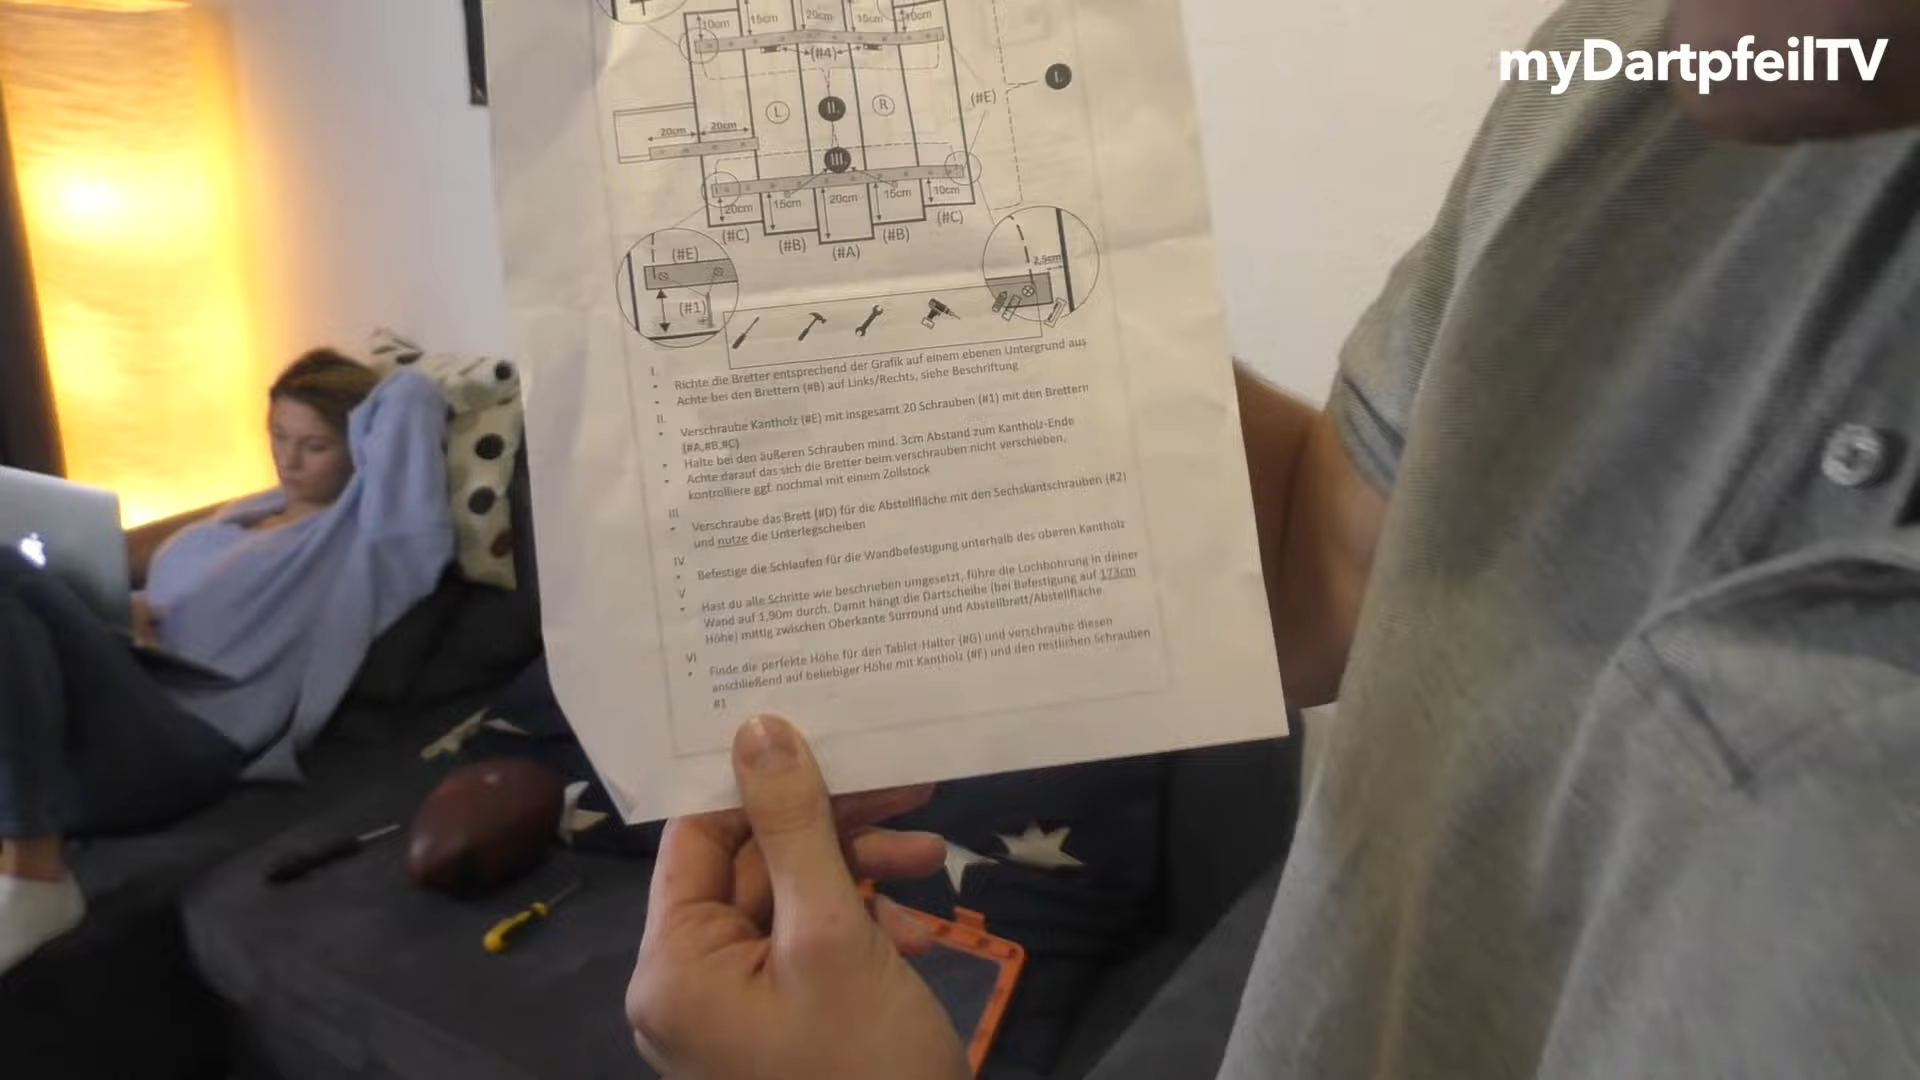 myDartpfeilTV
10cm 15cm 20cm 15cm 10cm
(#4)
I.
(#E)
L II. R
20cm 20cm
III.
20cm 15cm 20cm 15cm 10cm
(#C) (#B) (#A) (#B) (#C)
(#E)
2,5cm
(#1)
I.
• Richte die Bretter entsprechend der Grafik auf einem ebenen Untergrund aus
• Achte bei den Brettern (#B) auf Links/Rechts, siehe Beschriftung
II.
• Verschraube Kantholz (#E) mit insgesamt 20 Schrauben (#1) mit den Brettern
(#A,#B,#C)
• Halte bei den äußeren Schrauben mind. 3cm Abstand zum Kantholz-Ende
• Achte darauf das sich die Bretter beim verschrauben nicht verschieben,
kontrolliere ggf. nochmal mit einem Zollstock
III.
• Verschraube das Brett (#D) für die Abstellfläche mit den Sechskantschrauben (#2)
und nutze die Unterlegscheiben
IV.
• Befestige die Schlaufen für die Wandbefestigung unterhalb des oberen Kantholz
V
• Hast du alle Schritte wie beschrieben umgesetzt, führe die Lochbohrung in deiner
Wand auf 1,90m durch. Damit hängt die Dartscheibe (bei Befestigung auf 173cm
Höhe) mittig zwischen Oberkante Surround und Abstellbrett/Abstellfläche
VI
• Finde die perfekte Höhe für den Tablet-Halter (#G) und verschraube diesen
anschließend auf beliebiger Höhe mit Kantholz (#F) und den restlichen Schrauben
#1